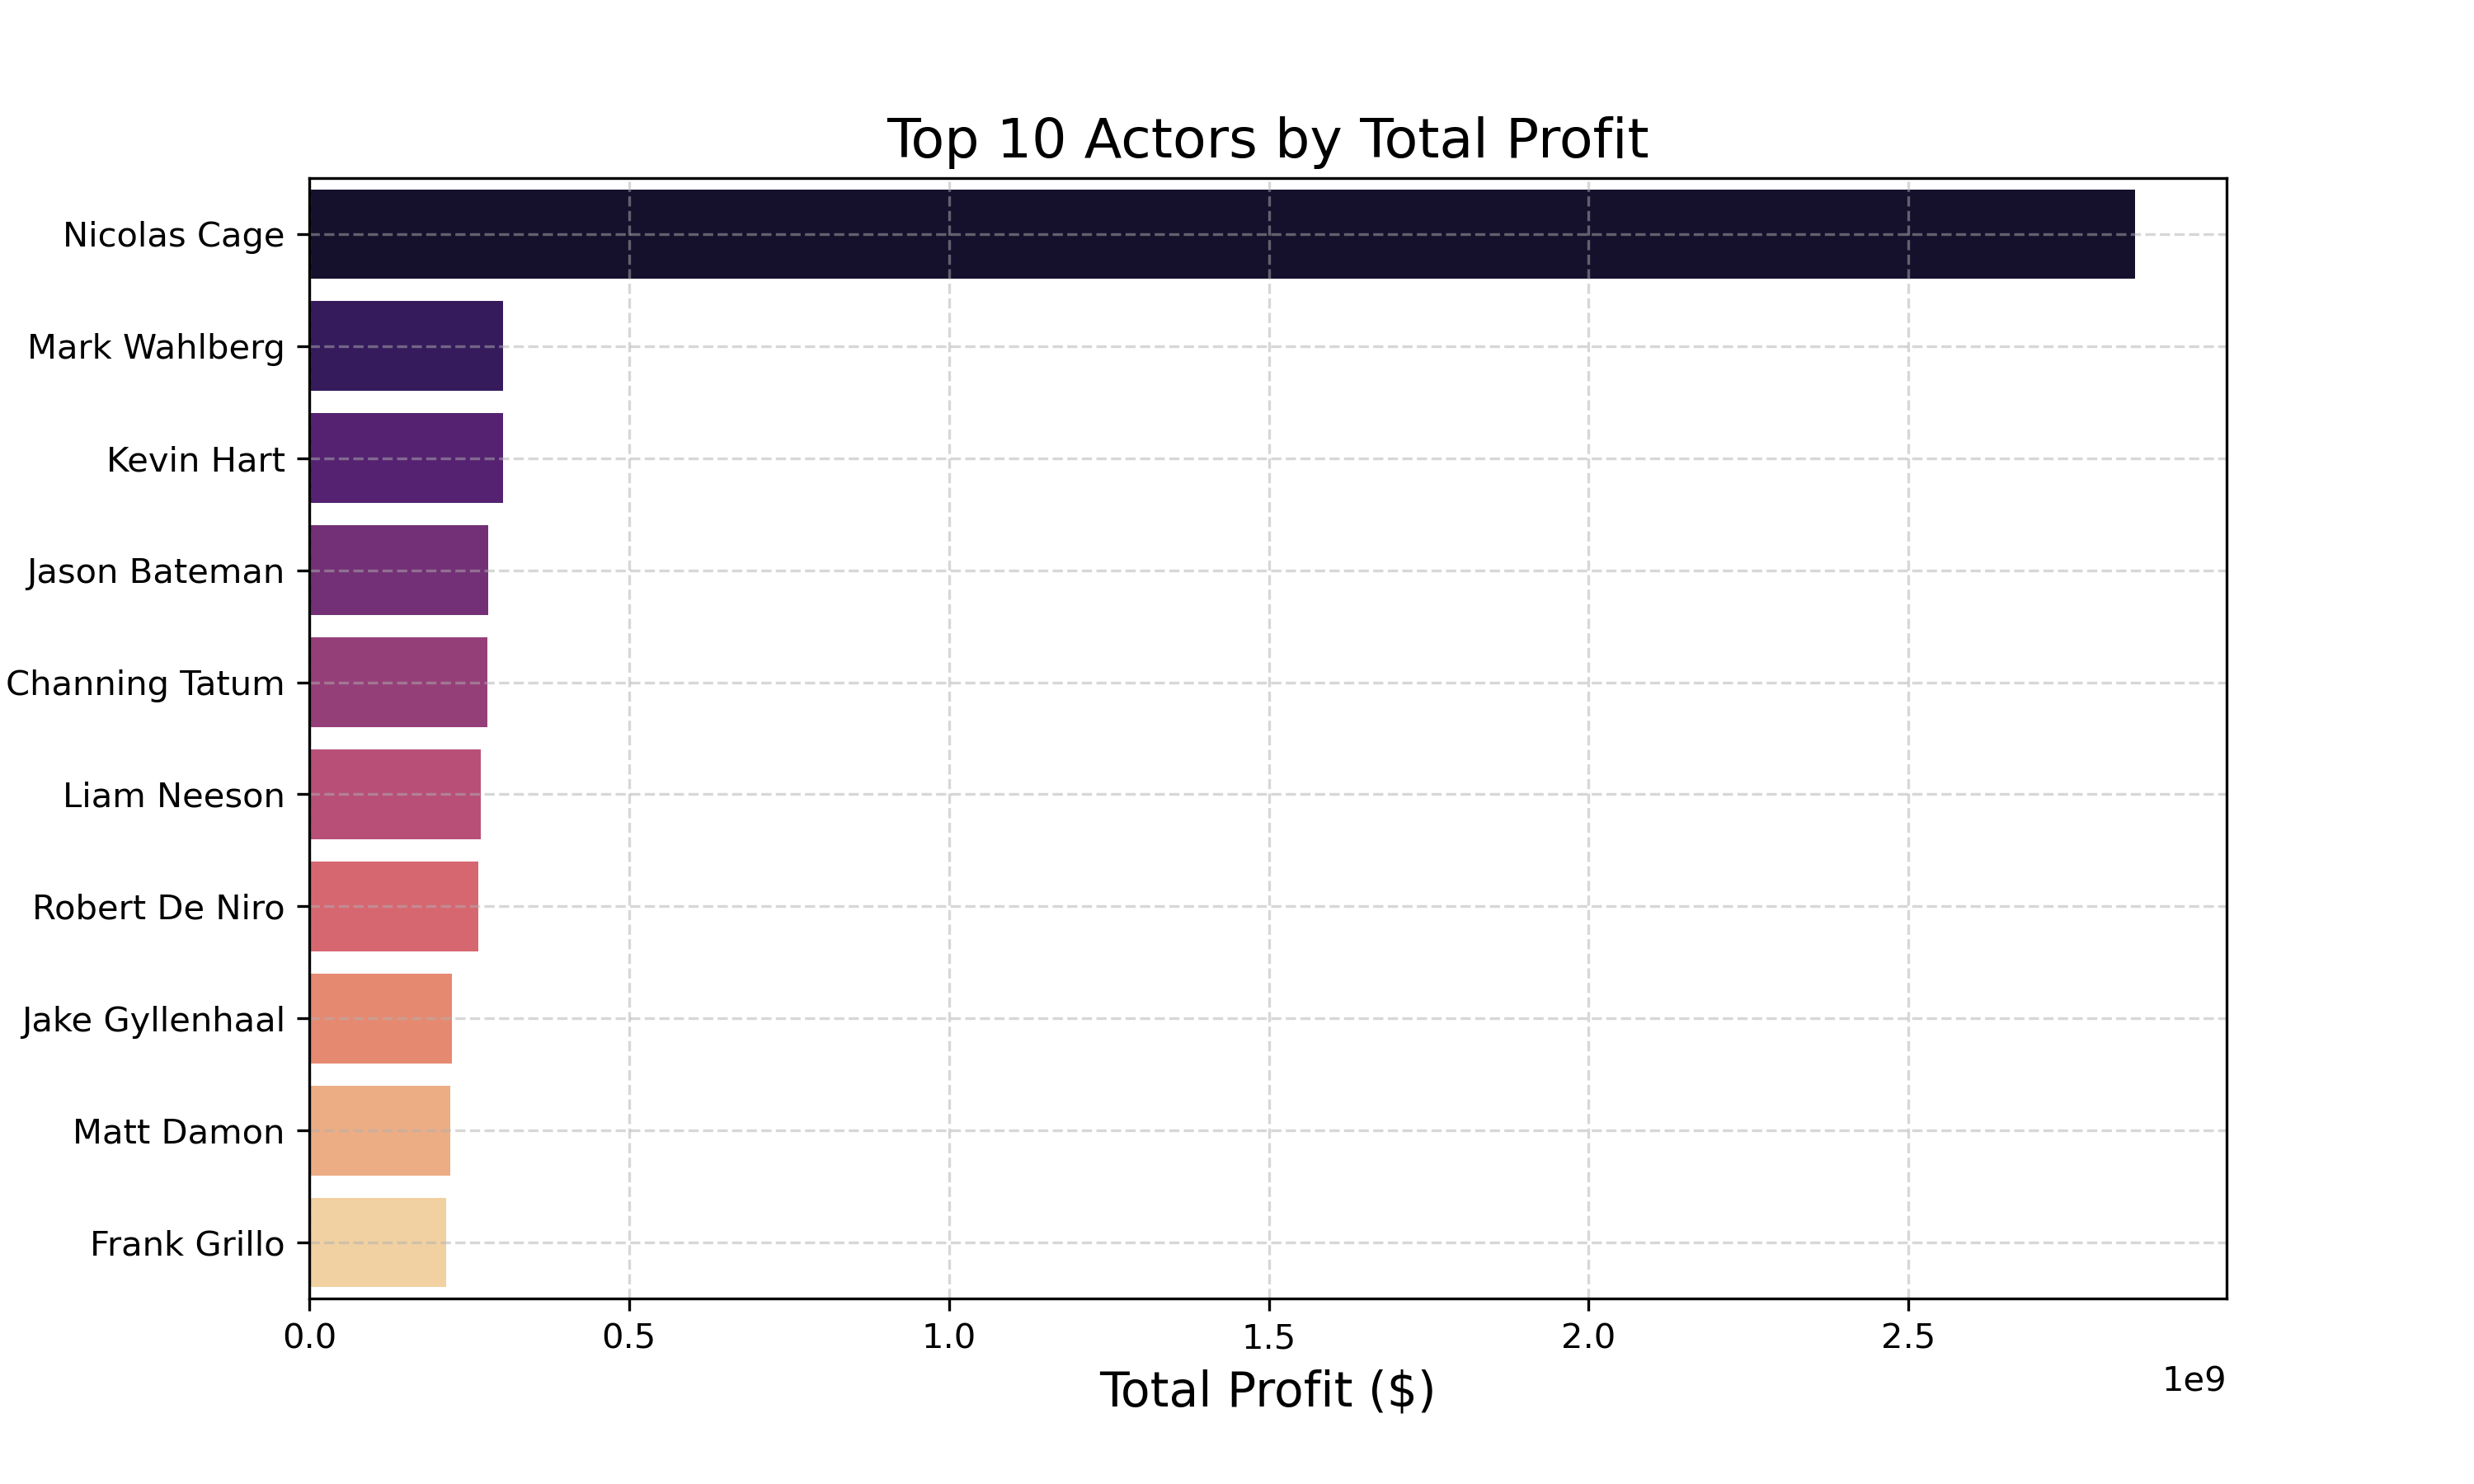 Top 10 Actors by Total Profit
Nicolas Cage
Mark Wahlberg
Kevin Hart
Jason Bateman
Channing Tatum
Liam Neeson
Robert De Niro
Jake Gyllenhaal
Matt Damon
Frank Grillo
0.0 0.5 1.0 1.5 2.0 2.5
1e9
Total Profit ($)